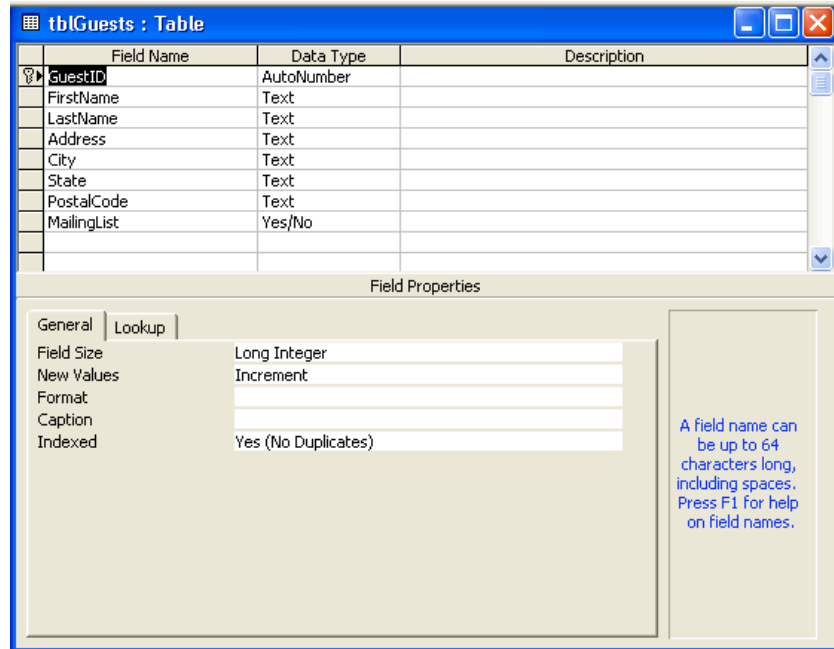 tblGuests : Table
Field Name Data Type Description
GuestID AutoNumber
FirstName Text
LastName Text
Address Text
City Text
State Text
PostalCode Text
MailingList Yes/No
Field Properties
General Lookup
Field Size Long Integer
New Values Increment
Format
Caption
Indexed Yes (No Duplicates)
A field name can
be up to 64
characters long,
including spaces.
Press F1 for help
on field names.